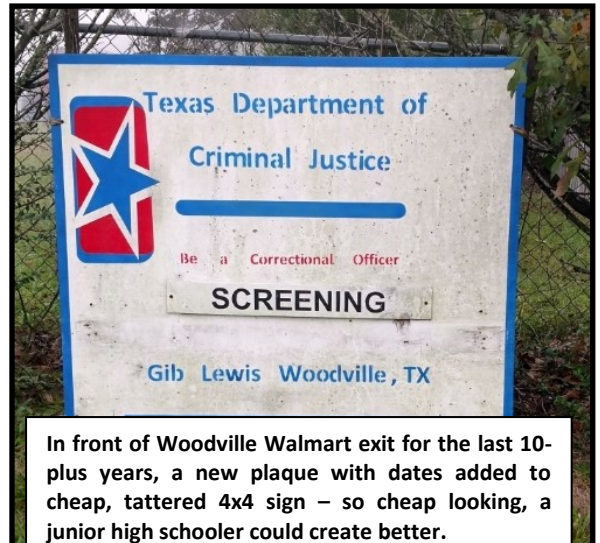 Texas Department of
Criminal Justice
Be a Correctional Officer
SCREENING
Gib Lewis Woodville, TX
In front of Woodville Walmart exit for the last 10-
plus years, a new plaque with dates added to
cheap, tattered 4x4 sign – so cheap looking, a
junior high schooler could create better.